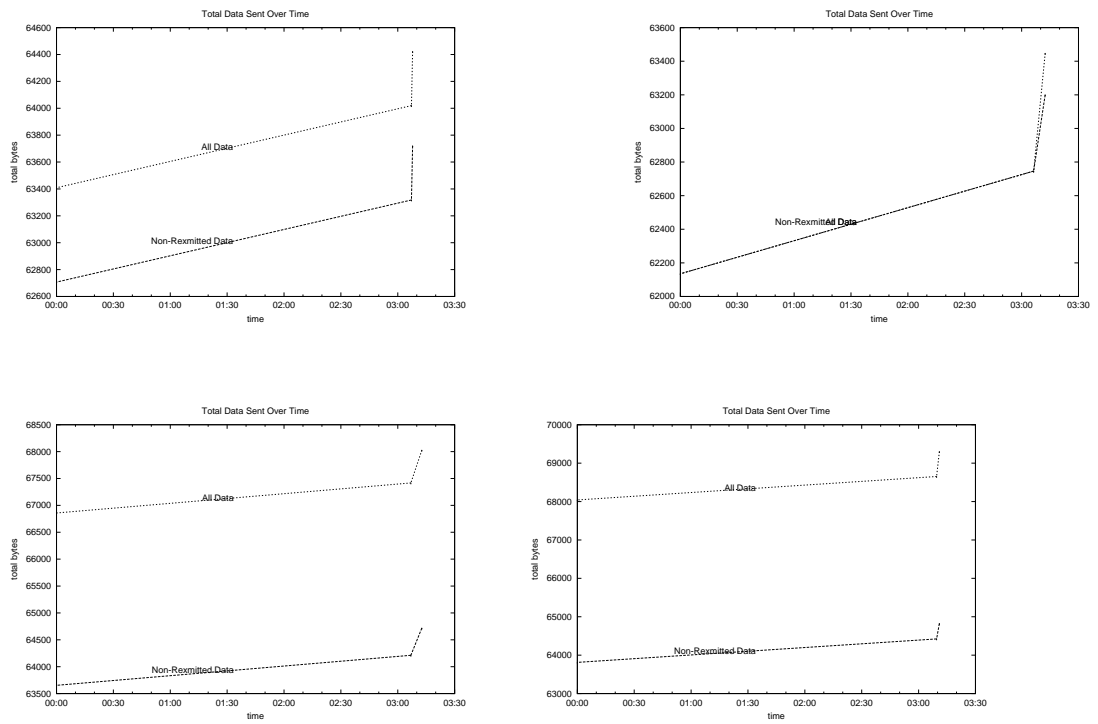 Total Data Sent Over Time
64600
64400
64200
64000
63800
63600
63400
63200
63000
62800
62600
total bytes
All Data
Non-Rexmitted Data
00:00 00:30 01:00 01:30 02:00 02:30 03:00 03:30
time
Total Data Sent Over Time
63600
63400
63200
63000
62800
62600
62400
62200
62000
total bytes
Non-Rexmitted Data
All Data
00:00 00:30 01:00 01:30 02:00 02:30 03:00 03:30
time
Total Data Sent Over Time
68500
68000
67500
67000
66500
66000
65500
65000
64500
64000
63500
total bytes
All Data
Non-Rexmitted Data
00:00 00:30 01:00 01:30 02:00 02:30 03:00 03:30
time
Total Data Sent Over Time
70000
69000
68000
67000
66000
65000
64000
63000
total bytes
All Data
Non-Rexmitted Data
00:00 00:30 01:00 01:30 02:00 02:30 03:00 03:30
time